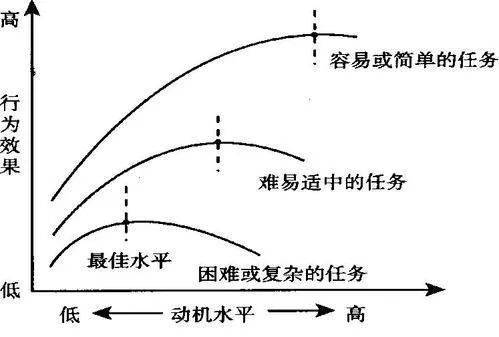 高
容易或简单的任务
行为效果
难易适中的任务
最佳水平
困难或复杂的任务
低
低 动机水平 高